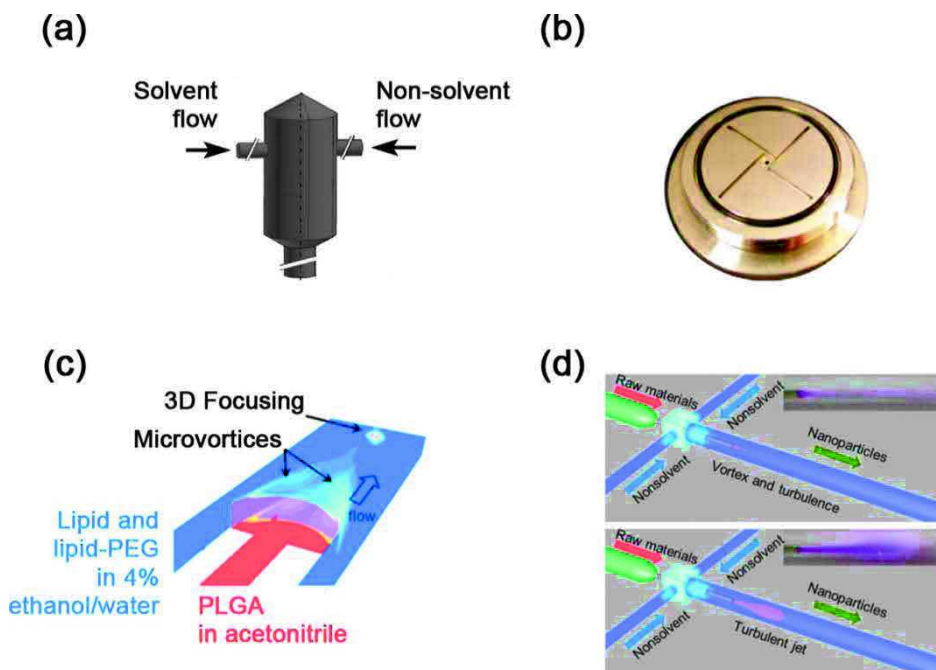 (a)
Solvent
flow
Non-solvent
flow
(b)
(c)
3D Focusing
Microvortices
flow
Lipid and
lipid-PEG
in 4%
ethanol/water
PLGA
in acetonitrile
(d)
Raw materials
Nonsolvent
Nanoparticles
Nonsolvent
Vortex and turbulence
Raw materials
Nonsolvent
Nanoparticles
Nonsolvent
Turbulent jet